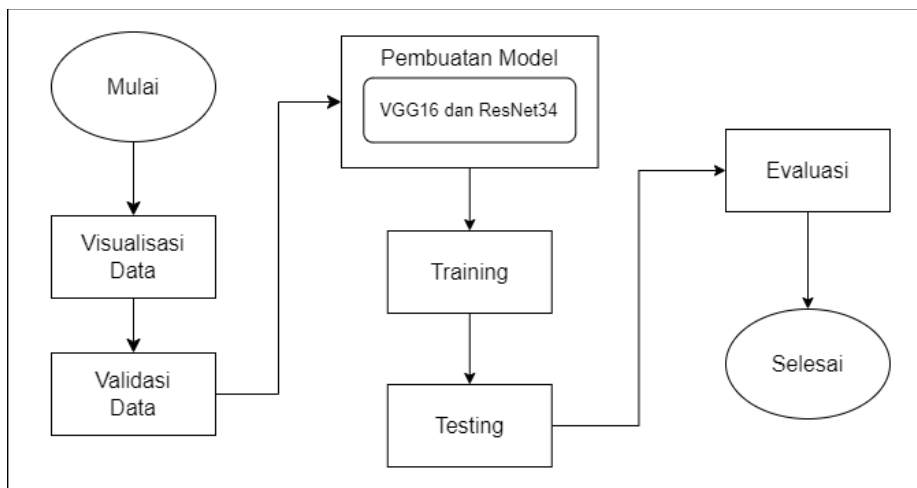 Mulai
Visualisasi
Data
Validasi
Data
Pembuatan Model
VGG16 dan ResNet34
Training
Testing
Evaluasi
Selesai